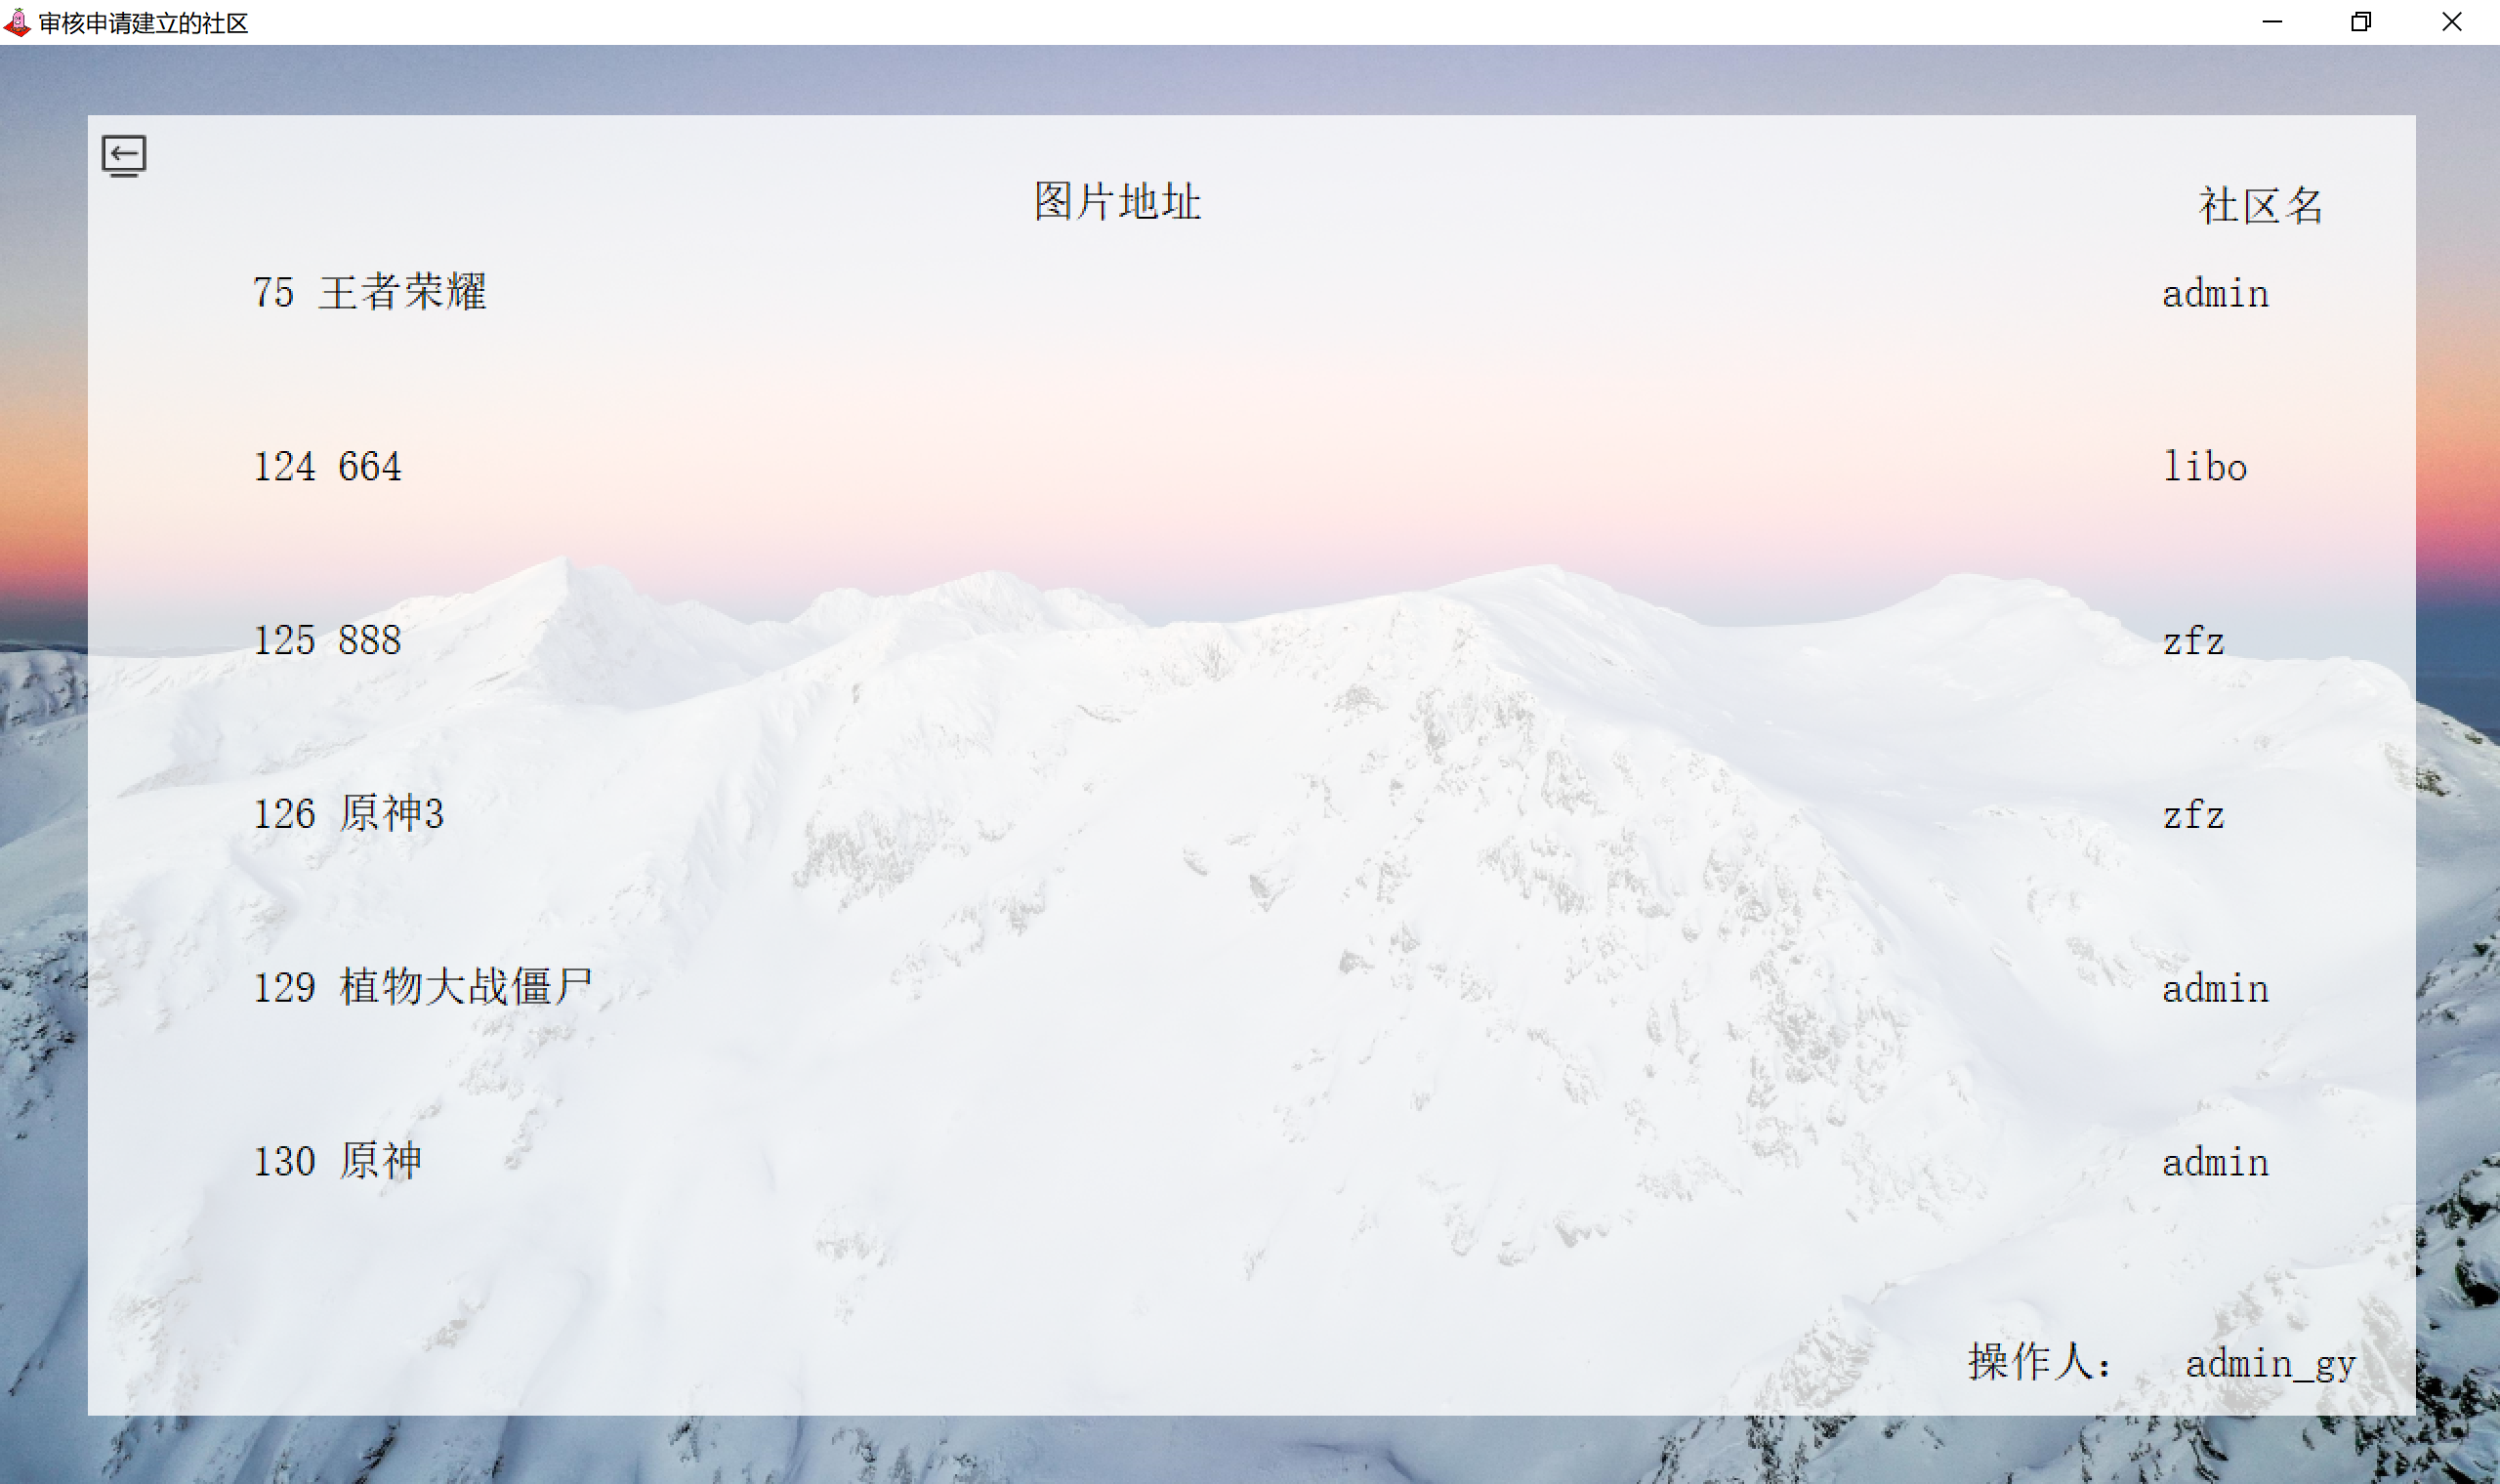 审核申请建立的社区
图片地址 社区名
75 王者荣耀 admin
124 664 libo
125 888 zfz
126 原神3 zfz
129 植物大战僵尸 admin
130 原神 admin
操作人： admin_gy